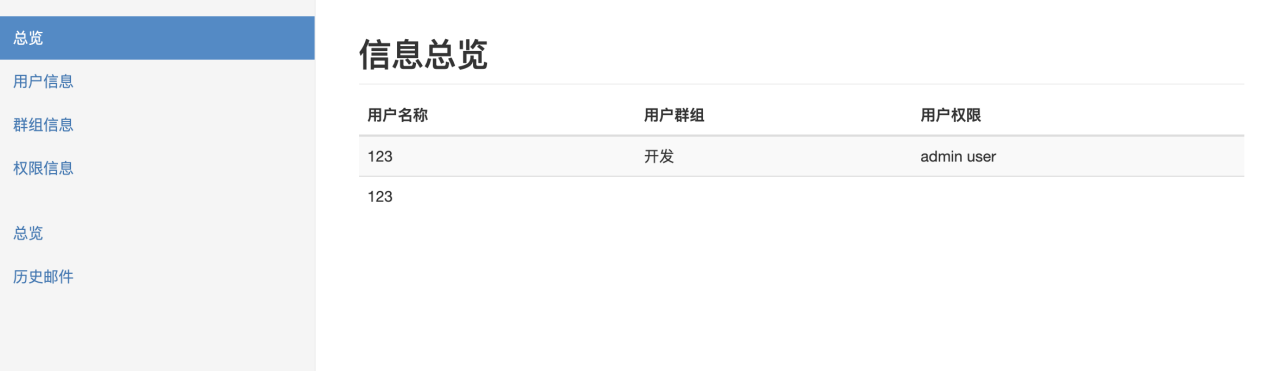 总览
用户信息
群组信息
权限信息
总览
历史邮件
信息总览
用户名称 用户群组 用户权限
123 开发 admin user
123